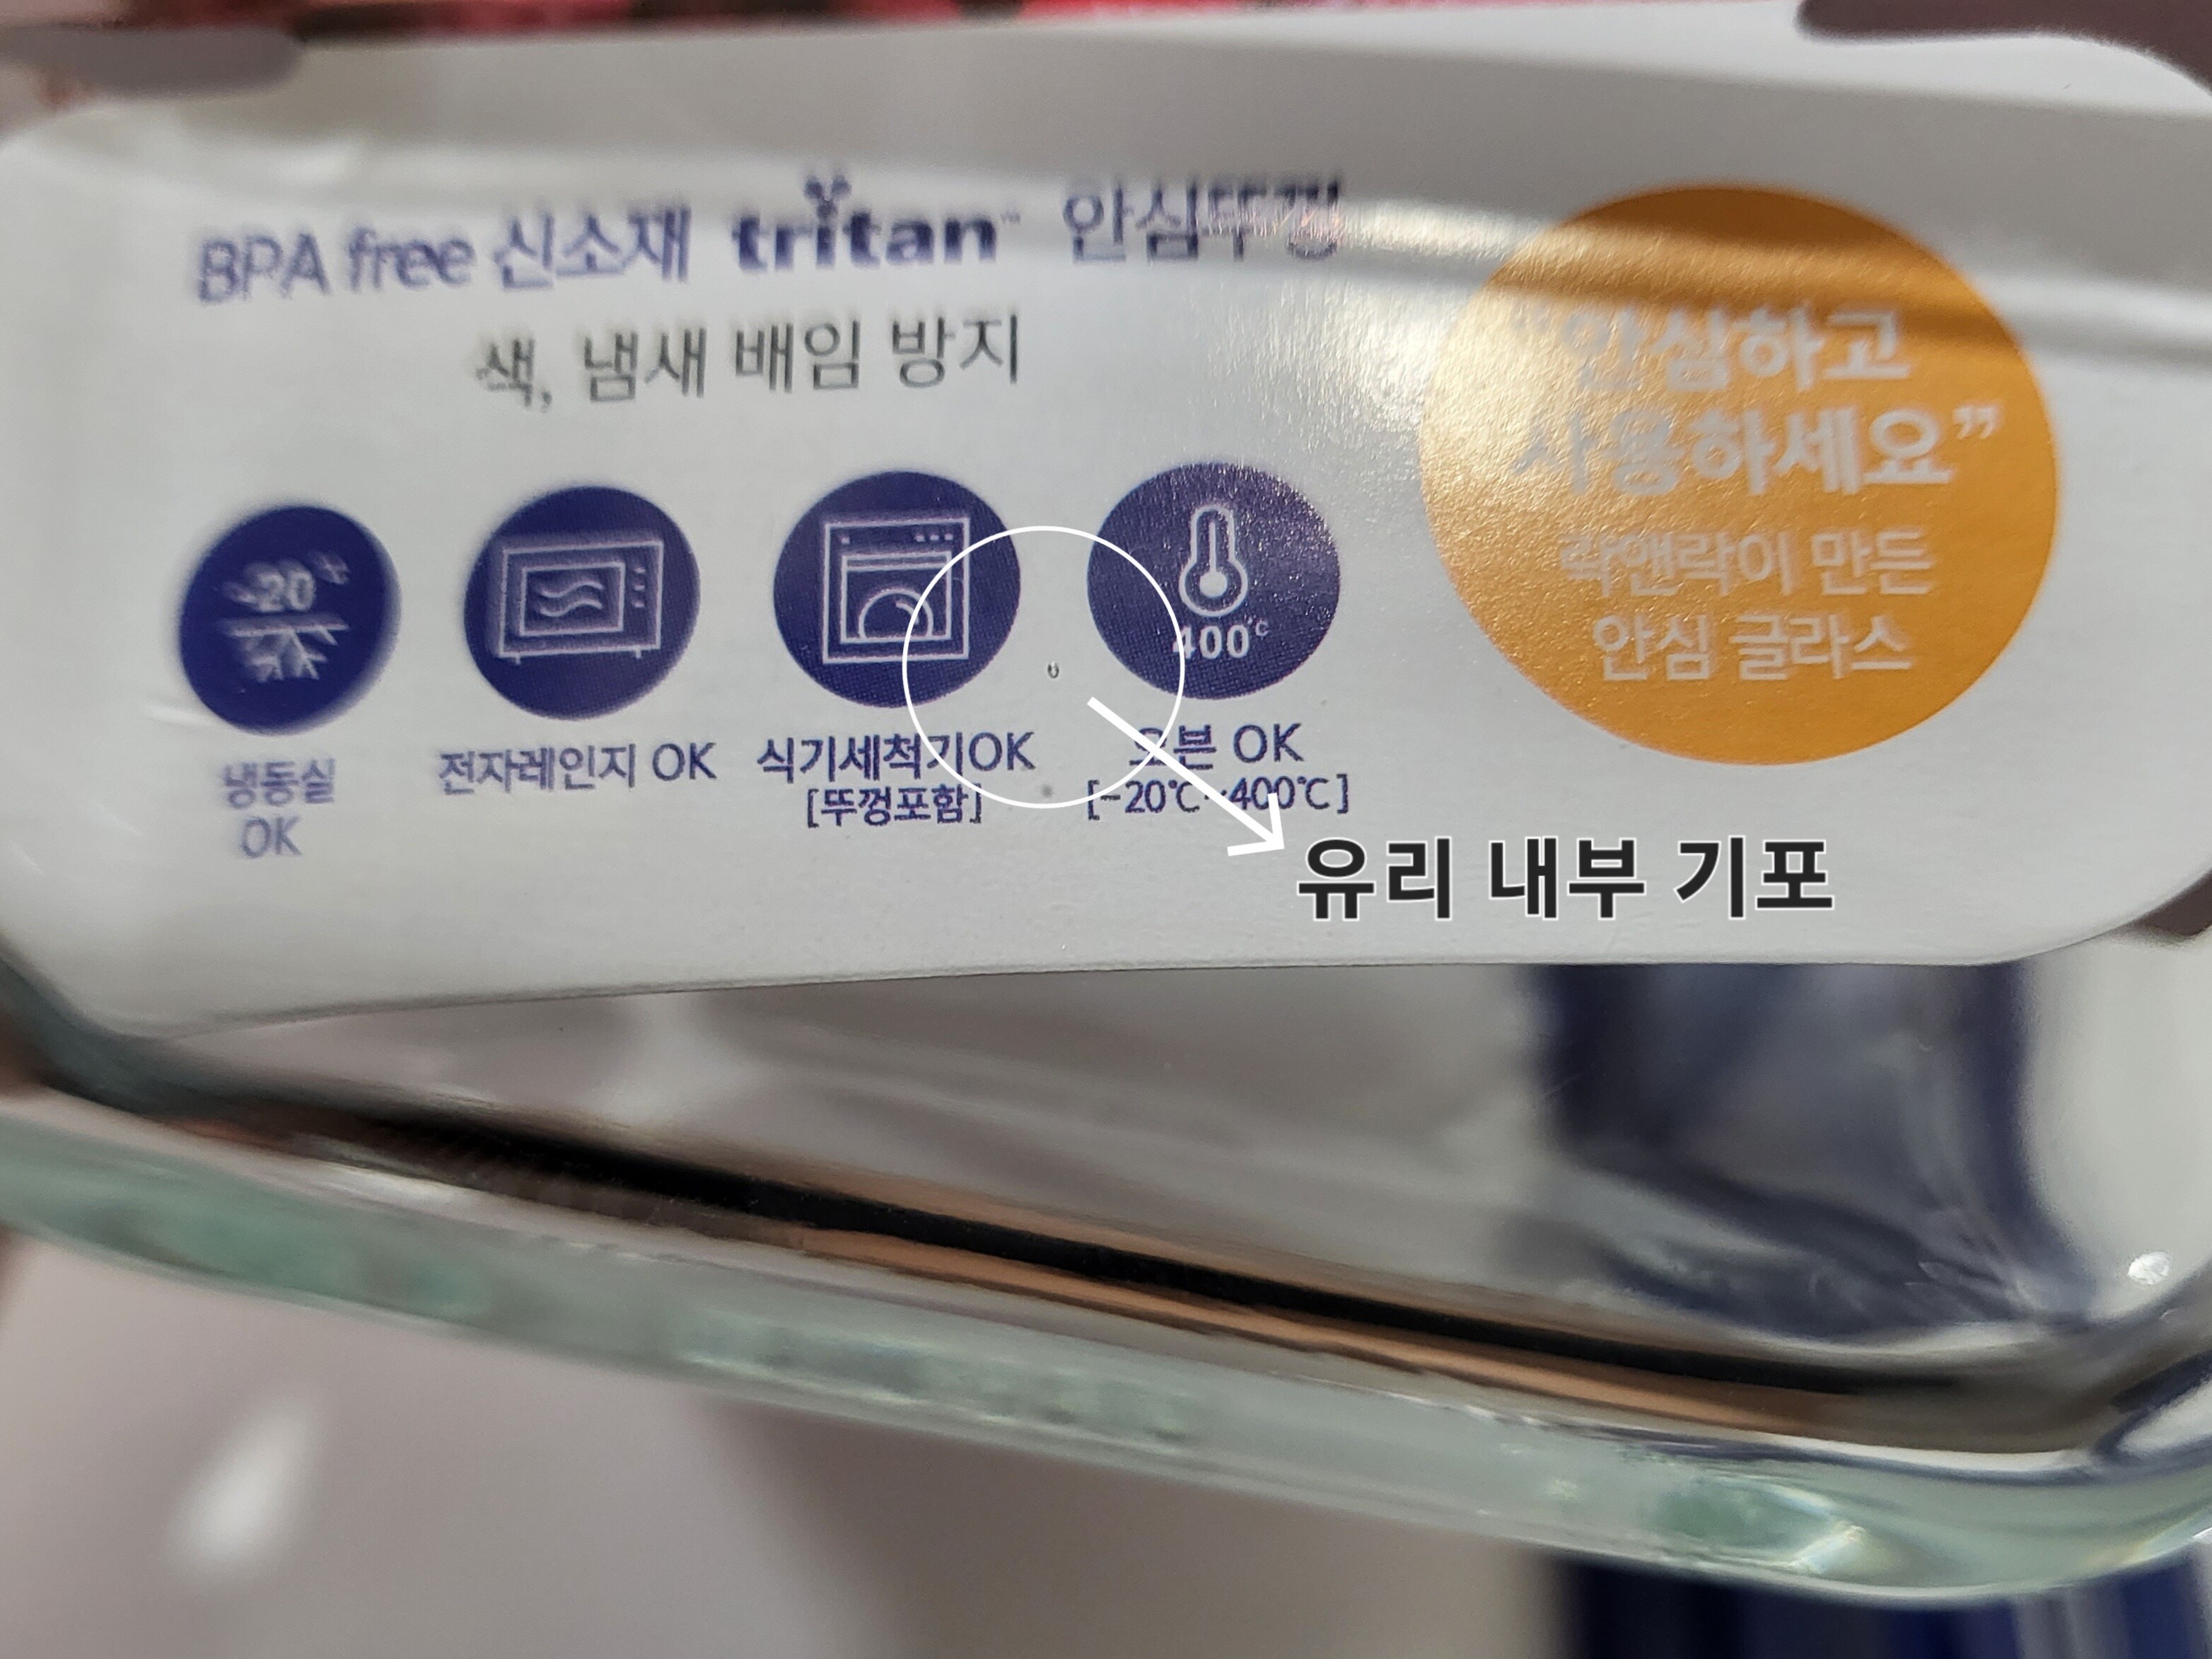 BPA free 신소재 tritan™ 안심뚜껑
색, 냄새 배임 방지
-20℃
400℃
냉동실
OK
전자레인지 OK
식기세척기OK
[뚜껑포함]
오븐 OK
[-20℃~400℃]
“안심하고
사용하세요”
락앤락이 만든
안심 글라스
유리 내부 기포